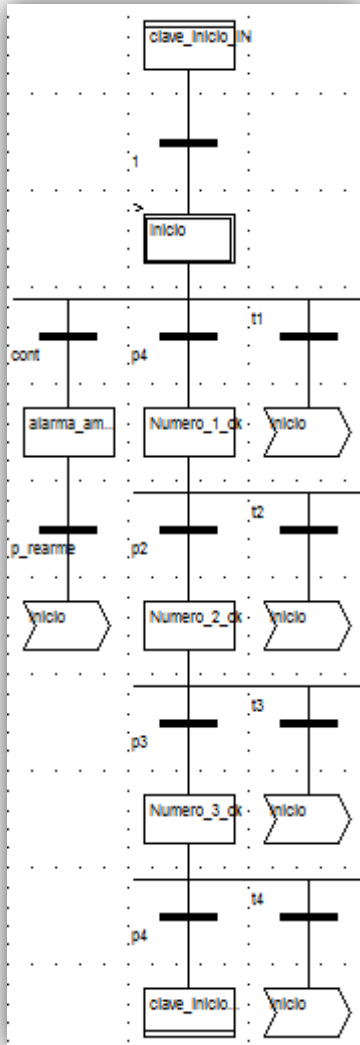 clave_Inicio_IN
1
>
Inicio
cont
p4
t1
alarma_am...
Numero_1_ok
Inicio
p_rearme
p2
t2
Inicio
Numero_2_ok
Inicio
p3
t3
Numero_3_ok
Inicio
p4
t4
clave_Inicio...
Inicio